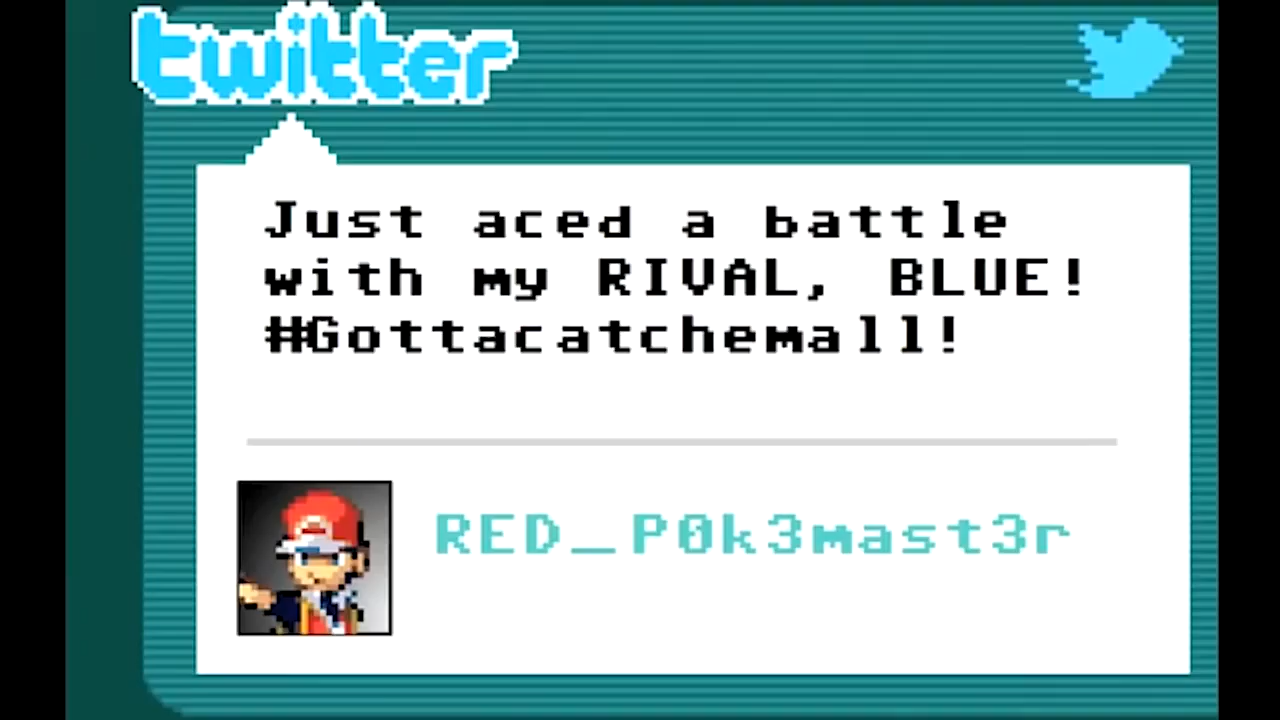 twitter
Just aced a battle
with my RIVAL, BLUE!
#Gottacatchemall!
RED_P0k3mast3r